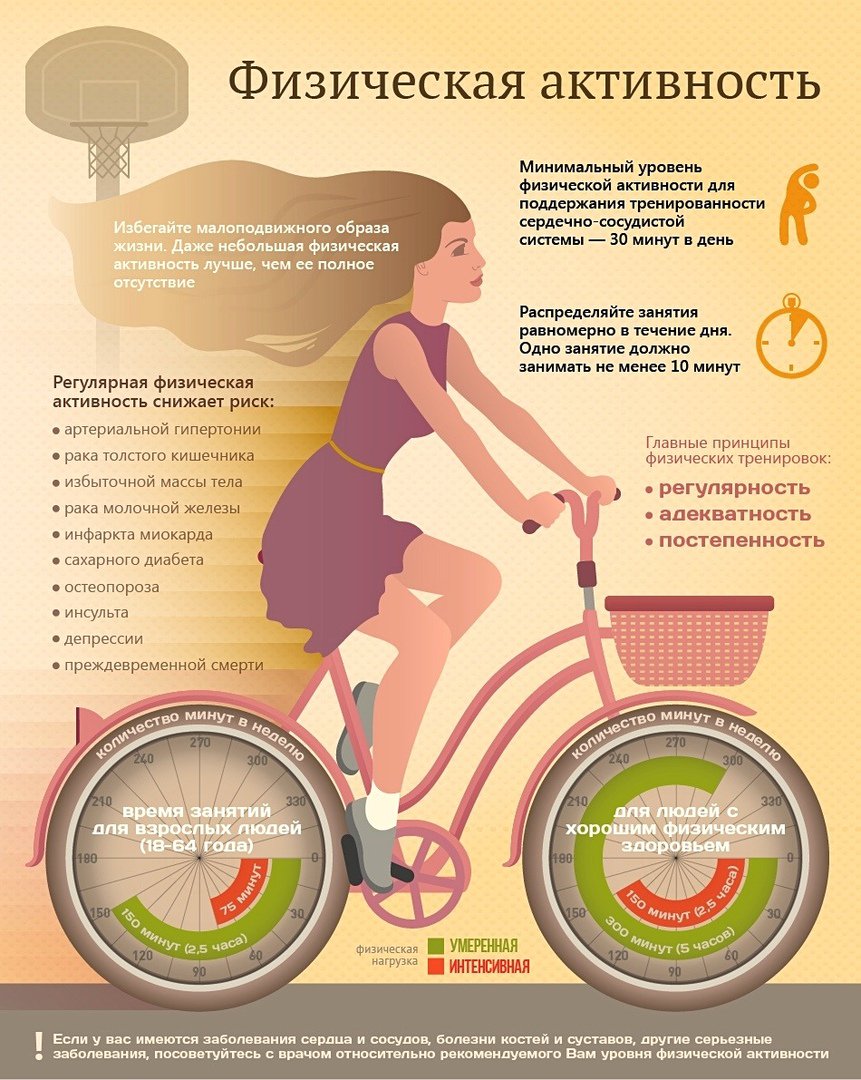 Физическая активность
Минимальный уровень
физической активности для
поддержания тренированности
сердечно-сосудистой
системы — 30 минут в день
Избегайте малоподвижного образа
жизни. Даже небольшая физическая
активность лучше, чем ее полное
отсутствие
Распределяйте занятия
равномерно в течение дня.
Одно занятие должно
занимать не менее 10 минут
Регулярная физическая
активность снижает риск:
• артериальной гипертонии
• рака толстого кишечника
• избыточной массы тела
• рака молочной железы
• инфаркта миокарда
• сахарного диабета
• остеопороза
• инсульта
• депрессии
• преждевременной смерти
Главные принципы
физических тренировок:
• регулярность
• адекватность
• постепенность
количество минут в неделю
270
240
300
210
330
время занятий
для взрослых людей
(18-64 года)
180
0
75 минут
150
30
150 минут (2,5 часа)
120
60
90
количество минут в неделю
270
240
300
210
330
для людей с
хорошим физическим
здоровьем
180
0
150 минут (2,5 часа)
150
30
300 минут (5 часов)
120
60
90
физическая
нагрузка
УМЕРЕННАЯ
ИНТЕНСИВНАЯ
! Если у вас имеются заболевания сердца и сосудов, болезни костей и суставов, другие серьезные
заболевания, посоветуйтесь с врачом относительно рекомендуемого Вам уровня физической активности